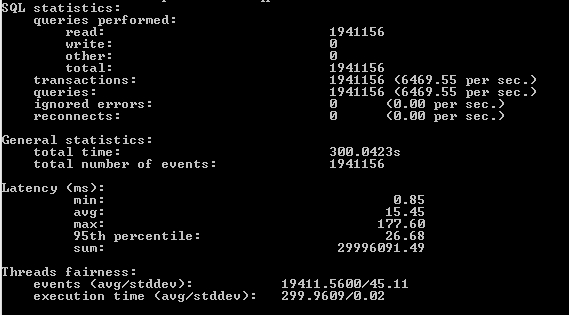 SQL statistics:
queries performed:
read: 1941156
write: 0
other: 0
total: 1941156
transactions: 1941156 (6469.55 per sec.)
queries: 1941156 (6469.55 per sec.)
ignored errors: 0 (0.00 per sec.)
reconnects: 0 (0.00 per sec.)
General statistics:
total time: 300.0423s
total number of events: 1941156
Latency (ms):
min: 0.85
avg: 15.45
max: 177.60
95th percentile: 26.68
sum: 29996091.49
Threads fairness:
events (avg/stddev): 19411.5600/45.11
execution time (avg/stddev): 299.9609/0.02